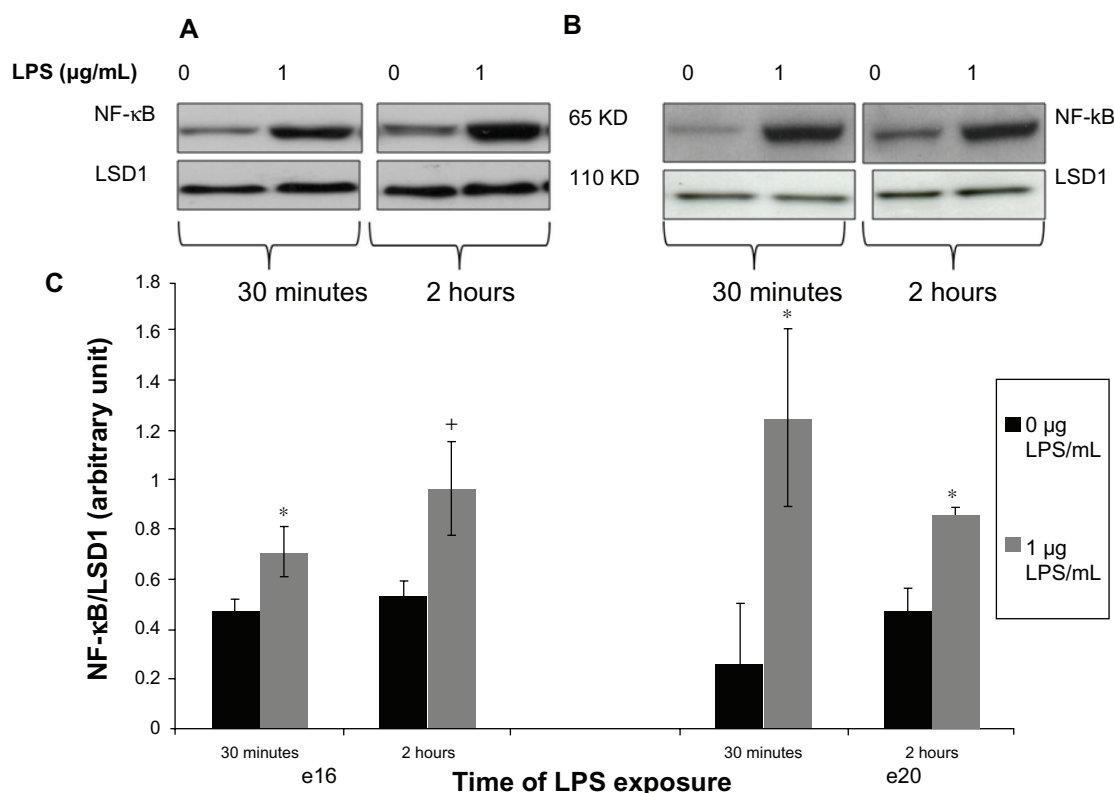 A
B
LPS (µg/mL)
0
1
0
1
0
1
0
1
NF-κB
65 KD
NF-kB
LSD1
110 KD
LSD1
30 minutes
2 hours
30 minutes
2 hours
C
NF-κB/LSD1 (arbitrary unit)
1.8
1.6
1.4
1.2
1
0.8
0.6
0.4
0.2
0
*
+
*
*
0 µg
LPS/mL
1 µg
LPS/mL
30 minutes
2 hours
30 minutes
2 hours
e16
e20
Time of LPS exposure